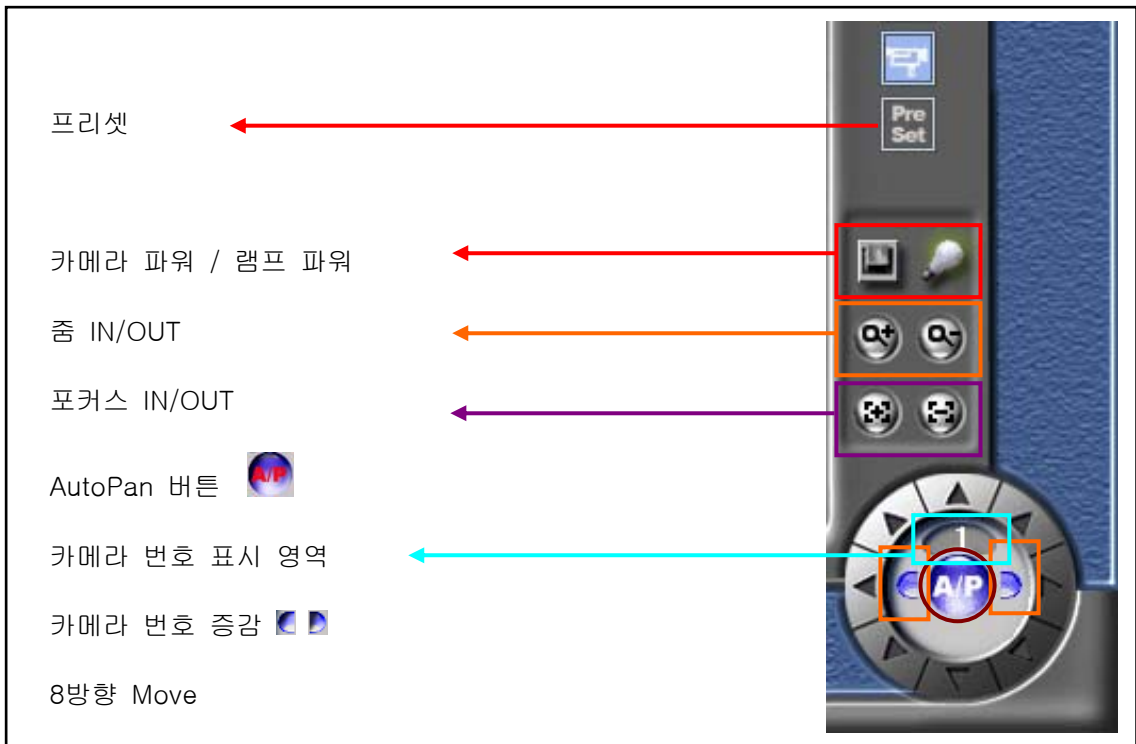 프리셋
Pre
Set
카메라 파워 / 램프 파워
줌 IN/OUT
포커스 IN/OUT
AutoPan 버튼 A/P
카메라 번호 표시 영역
1
카메라 번호 증감
A/P
8방향 Move